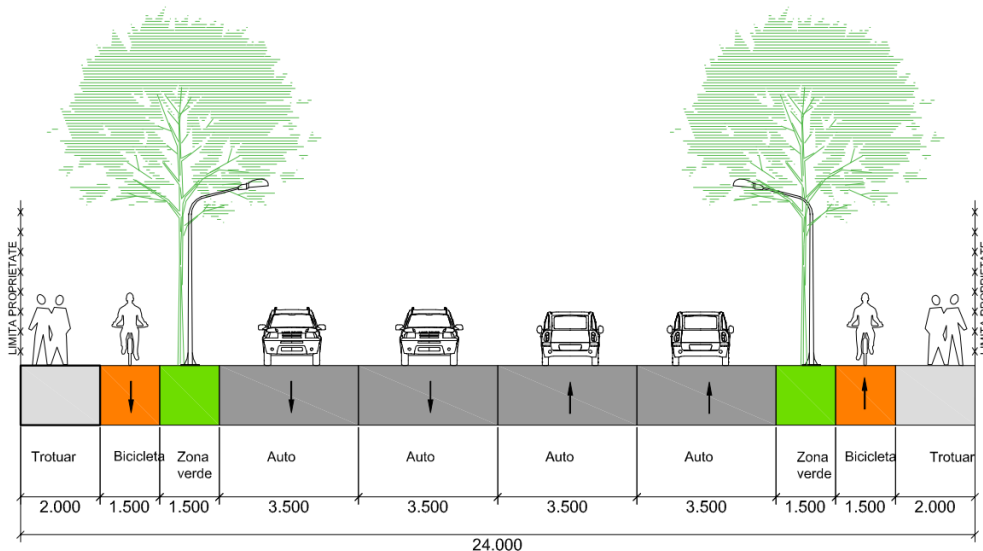 LIMITA PROPRIETATE
LIMITA PROPRIETATE
Trotuar
Bicicleta
Zona
verde
Auto
Auto
Auto
Auto
Zona
verde
Bicicleta
Trotuar
2.000
1.500
1.500
3.500
3.500
3.500
3.500
1.500
1.500
2.000
24.000